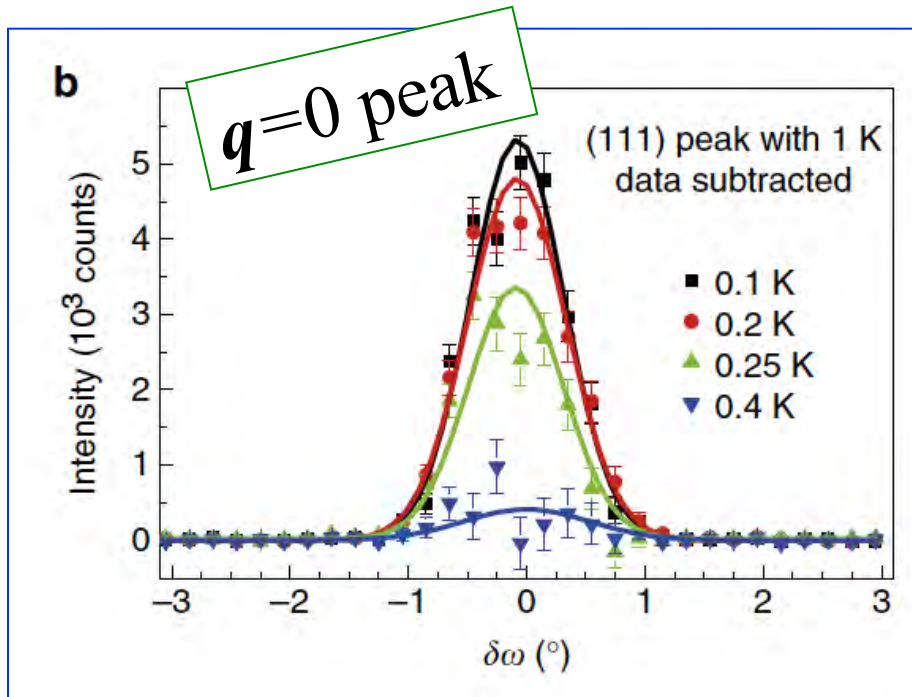 b
q=0 peak
(111) peak with 1 K
data subtracted
0.1 K
0.2 K
0.25 K
0.4 K
Intensity (10³ counts)
5
4
3
2
1
0
−3 −2 −1 0 1 2 3
δω (°)